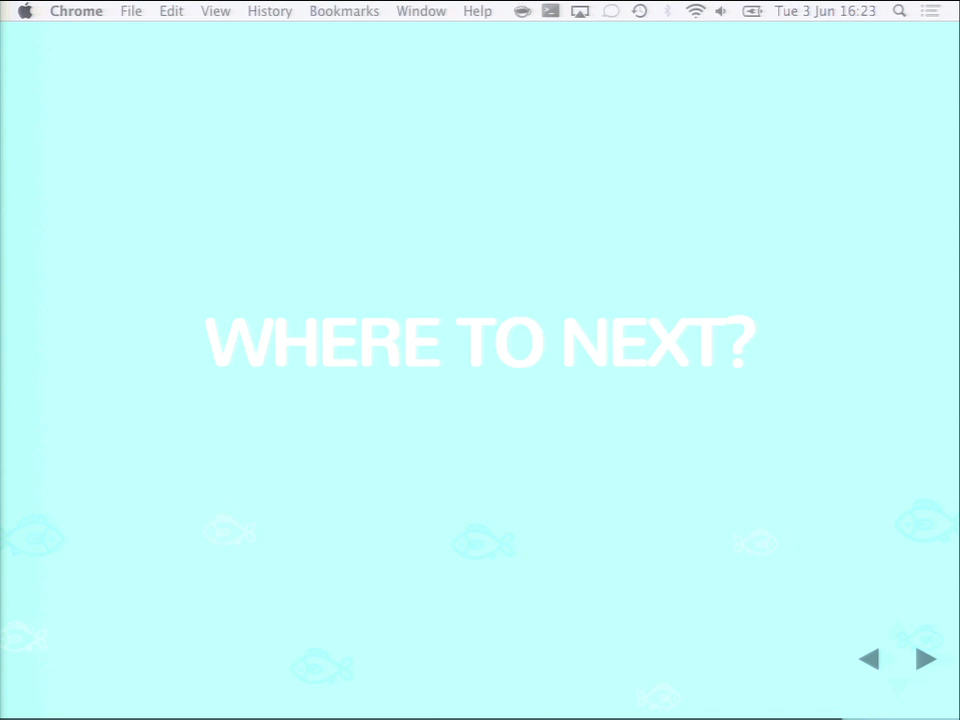 Chrome File Edit View History Bookmarks Window Help Tue 3 Jun 16:23
WHERE TO NEXT?